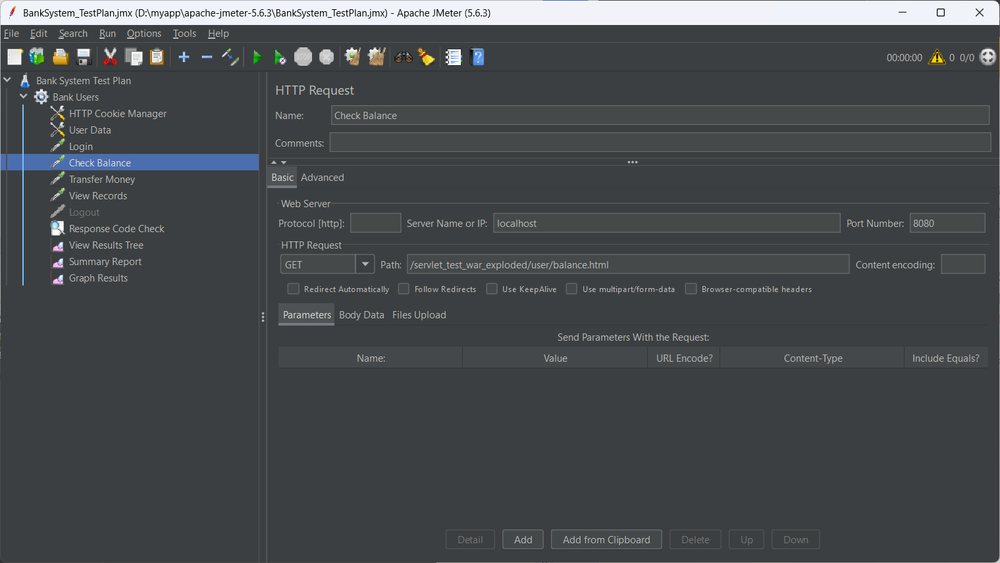 BankSystem_TestPlan.jmx (D:\myapp\apache-jmeter-5.6.3\BankSystem_TestPlan.jmx) - Apache JMeter (5.6.3)
File Edit Search Run Options Tools Help
STOP 00:00:00 0 0/0
Bank System Test Plan
Bank Users
HTTP Cookie Manager
User Data
Login
Check Balance
Transfer Money
View Records
Logout
Response Code Check
View Results Tree
Summary Report
Graph Results
HTTP Request
Name: Check Balance
Comments:
Basic Advanced
Web Server
Protocol [http]: Server Name or IP: localhost Port Number: 8080
HTTP Request
GET Path: /servlet_test_war_exploded/user/balance.html Content encoding:
Redirect Automatically Follow Redirects Use KeepAlive Use multipart/form-data Browser-compatible headers
Parameters Body Data Files Upload
Send Parameters With the Request:
Name: Value URL Encode? Content-Type Include Equals?
Detail Add Add from Clipboard Delete Up Down